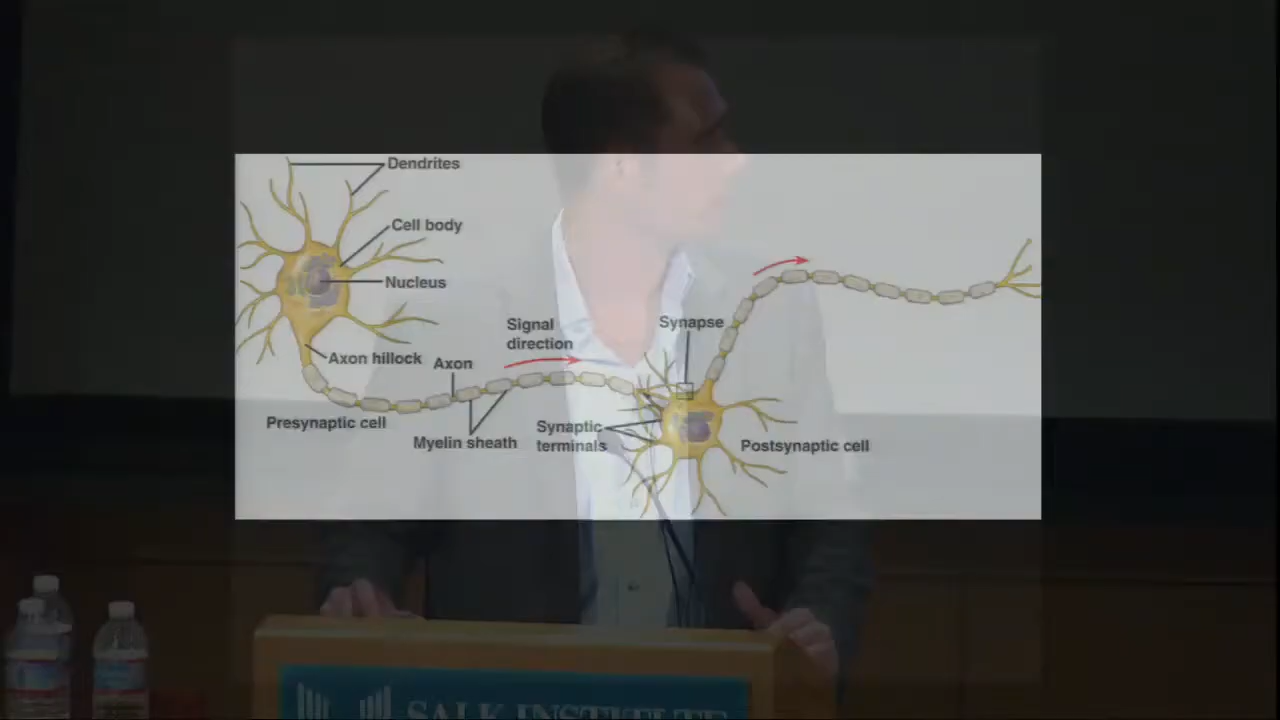 Dendrites
Cell body
Nucleus
Signal
direction
Synapse
Axon hillock
Axon
Presynaptic cell
Myelin sheath
Synaptic
terminals
Postsynaptic cell
SALK INSTITUTE